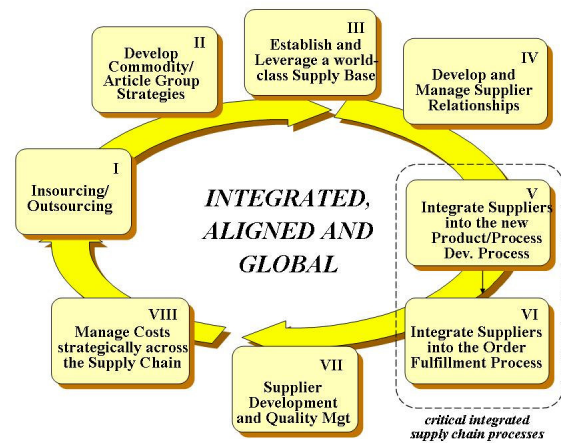 I
Insourcing/
Outsourcing
II
Develop
Commodity/
Article Group
Strategies
III
Establish and
Leverage a world-
class Supply Base
IV
Develop and
Manage Supplier
Relationships
V
Integrate Suppliers
into the new
Product/Process
Dev. Process
VI
Integrate Suppliers
into the Order
Fulfillment Process
critical integrated
supply chain processes
VII
Supplier
Development
and Quality Mgt
VIII
Manage Costs
strategically across
the Supply Chain
INTEGRATED,
ALIGNED AND
GLOBAL